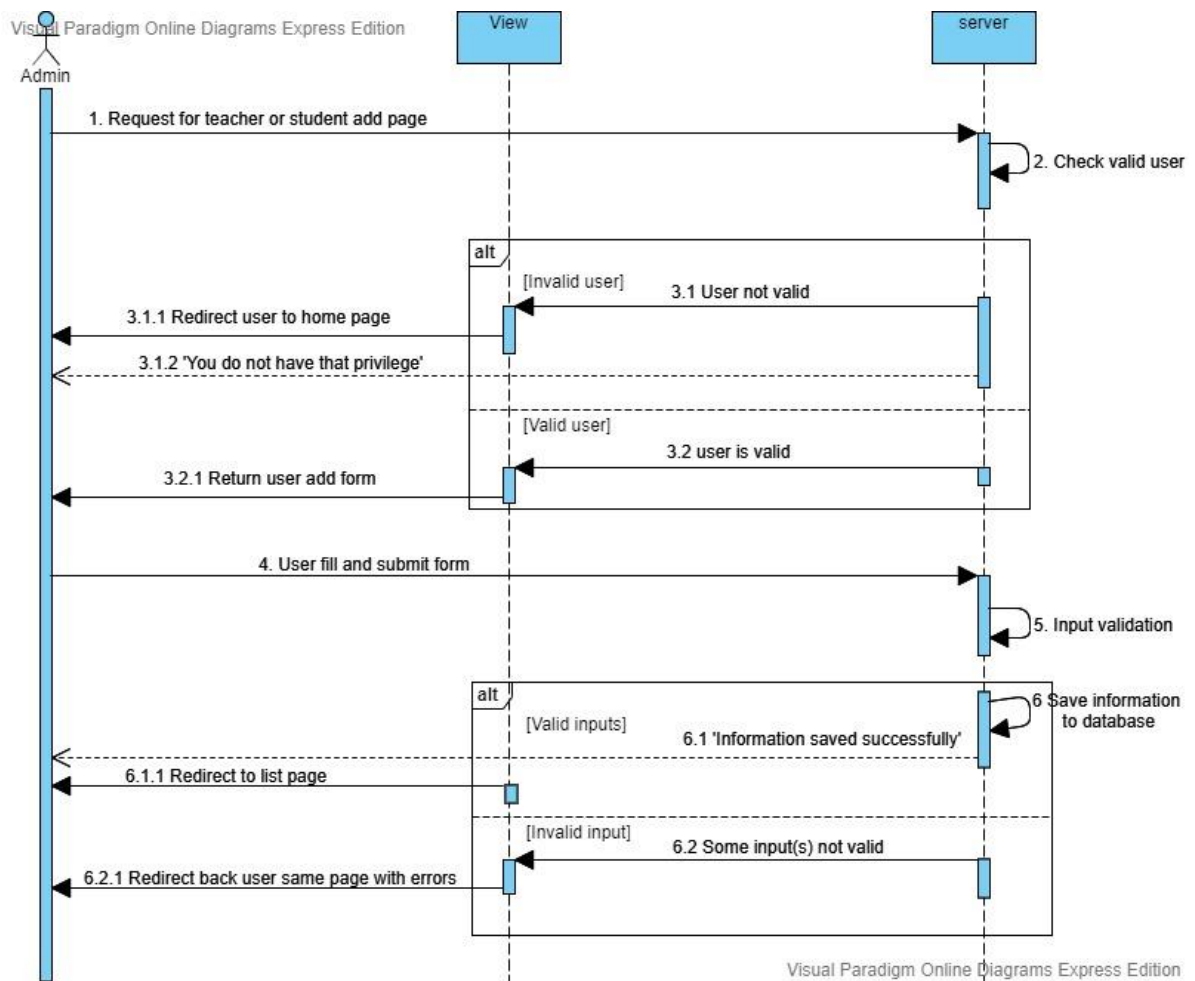 Visual Paradigm Online Diagrams Express Edition
View
server
Admin
1. Request for teacher or student add page
2. Check valid user
alt
[Invalid user]
3.1 User not valid
3.1.1 Redirect user to home page
3.1.2 'You do not have that privilege'
[Valid user]
3.2 user is valid
3.2.1 Return user add form
4. User fill and submit form
5. Input validation
alt
6 Save information
to database
[Valid inputs]
6.1 'Information saved successfully'
6.1.1 Redirect to list page
[Invalid input]
6.2 Some input(s) not valid
6.2.1 Redirect back user same page with errors
Visual Paradigm Online Diagrams Express Edition